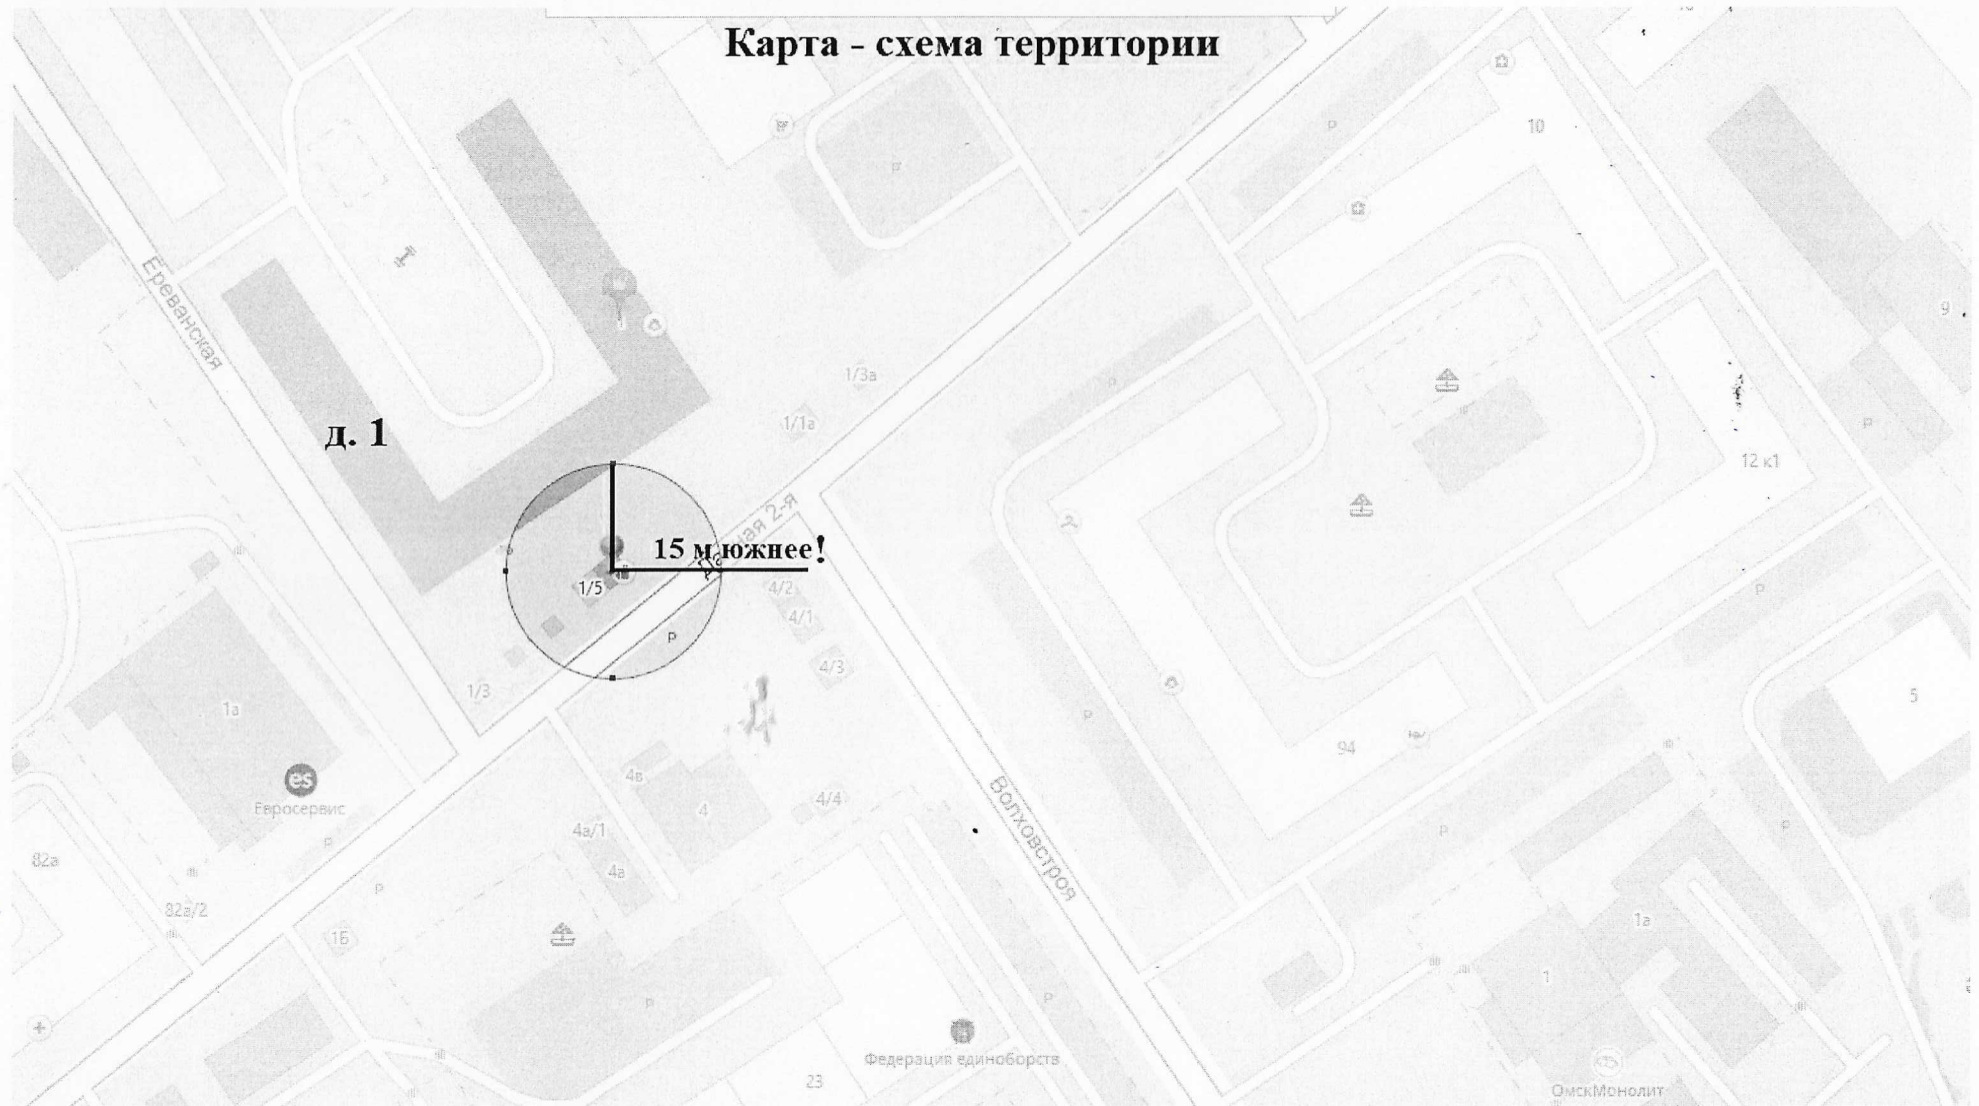 Карта - схема территории
10
Ереванская
9
1/3а
1/1а
д. 1
12 к1
2-я
15 м южнее!
1/5
4/2
4/1
Р
4/3
1/3
5
1а
94
4в
Евросервис
4
4/4
Волховстроя
4а/1
82а
4а
82а/2
1Б
1а
1
Федерация единоборств
23
ОмскМонолит